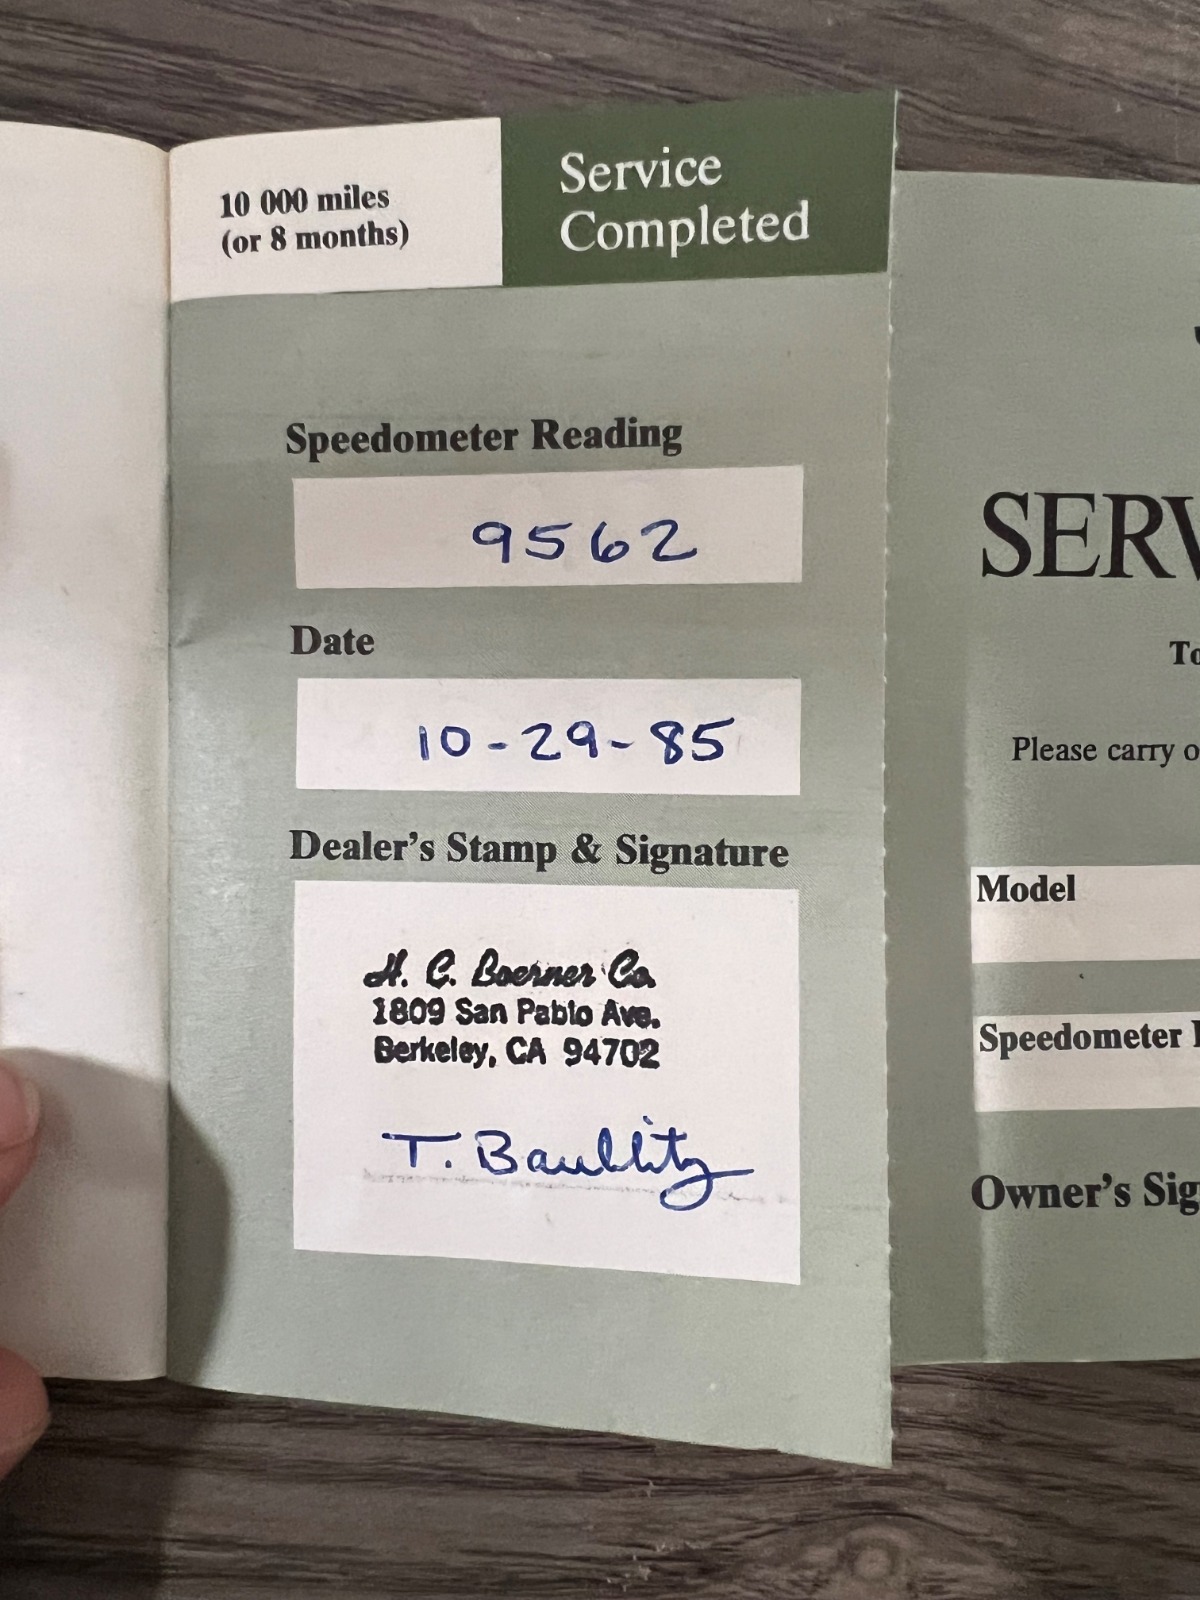 10 000 miles
(or 8 months)
Service
Completed
Speedometer Reading
9562
Date
10-29-85
Dealer's Stamp & Signature
H. C. Boerner Co.
1809 San Pablo Ave.
Berkeley, CA 94702
T. Baullitz
SERV
To
Please carry o
Model
Speedometer
Owner's Sig